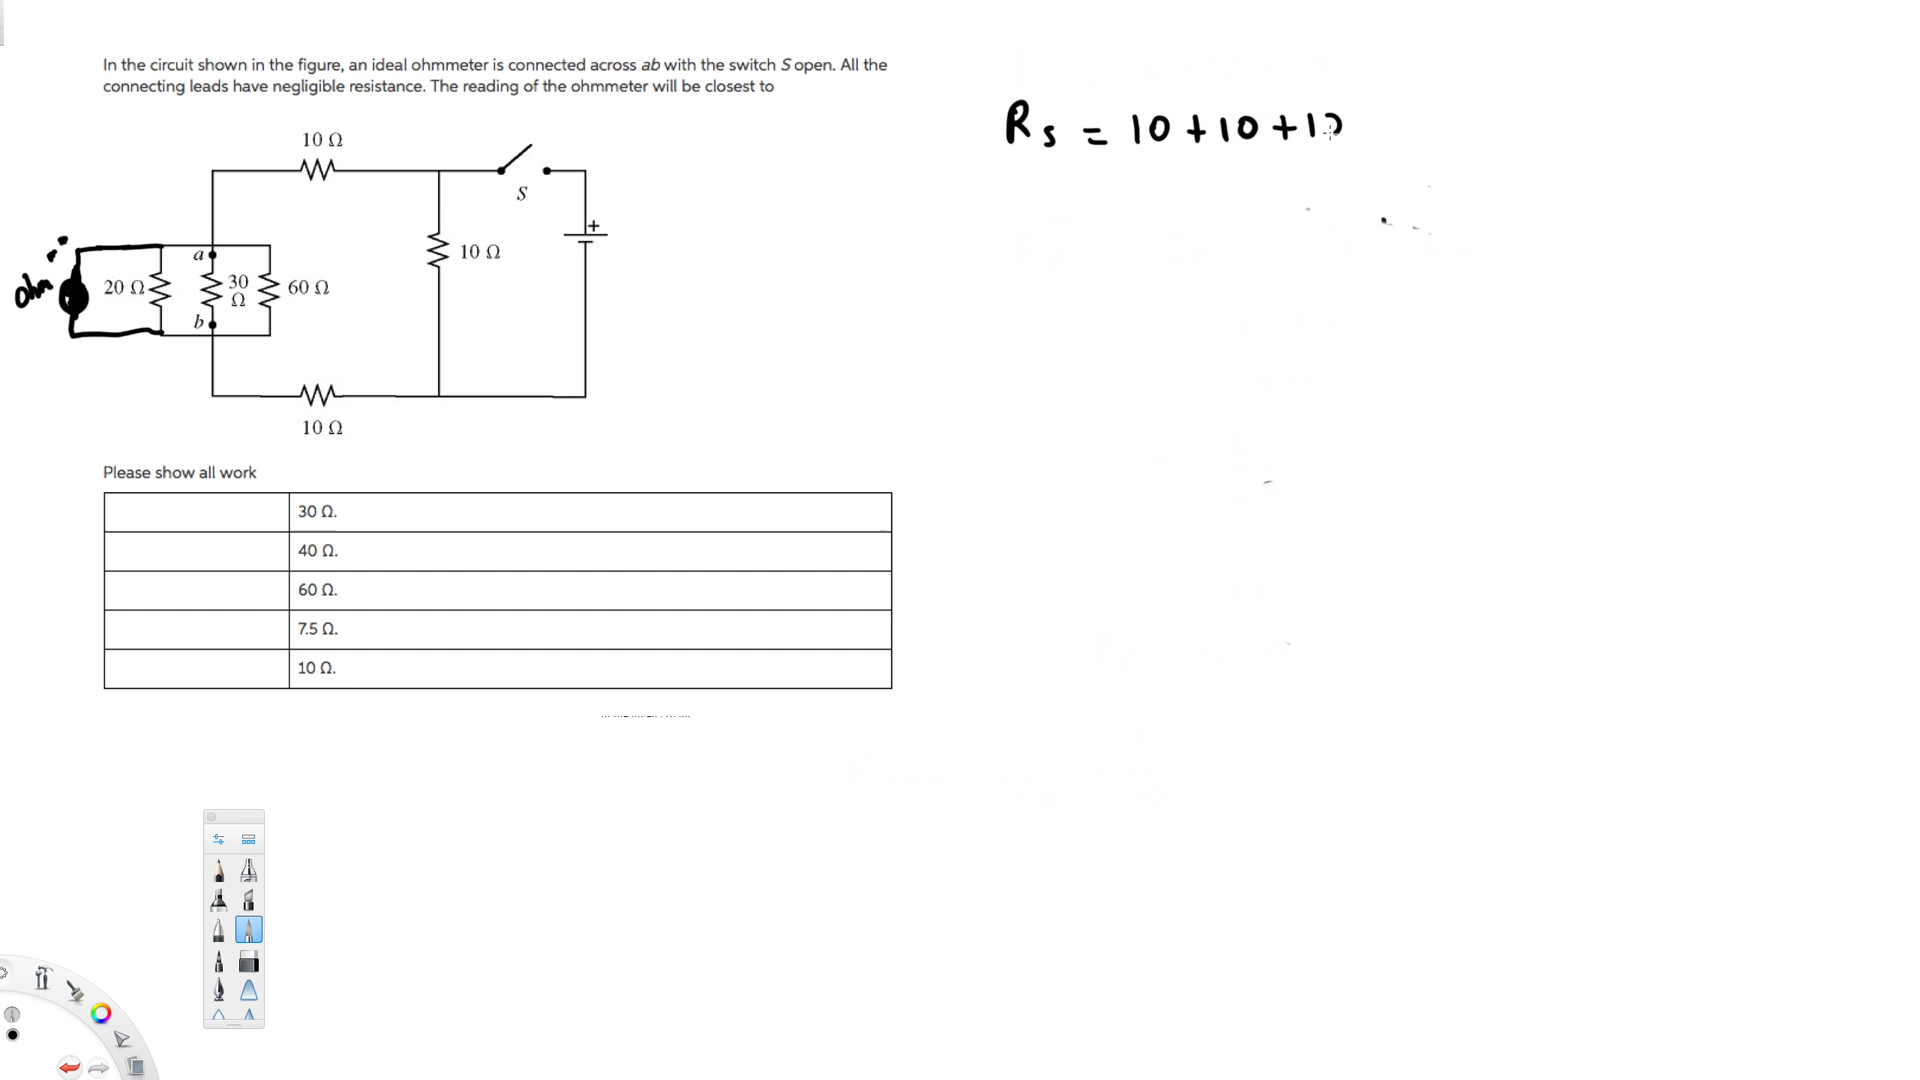 In the circuit shown in the figure, an ideal ohmmeter is connected across ab with the switch S open. All the
connecting leads have negligible resistance. The reading of the ohmmeter will be closest to
10 Ω
S
+
a
20 Ω
30
Ω
60 Ω
10 Ω
b
10 Ω
ohm
Please show all work
30 Ω.
40 Ω.
60 Ω.
7.5 Ω.
10 Ω.
Rs = 10 + 10 + 10